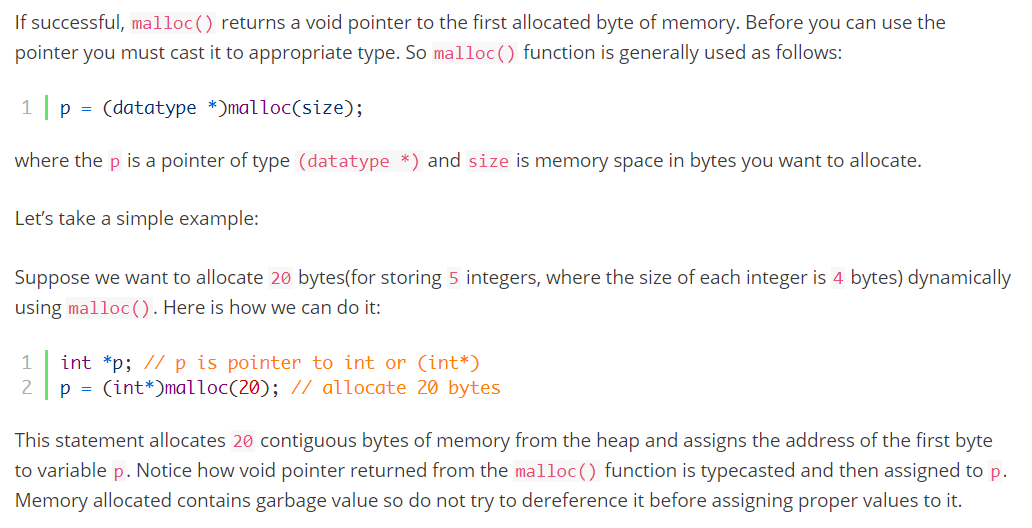 If successful, malloc() returns a void pointer to the first allocated byte of memory. Before you can use the
pointer you must cast it to appropriate type. So malloc() function is generally used as follows:
1 p = (datatype *)malloc(size);
where the p is a pointer of type (datatype *) and size is memory space in bytes you want to allocate.
Let's take a simple example:
Suppose we want to allocate 20 bytes(for storing 5 integers, where the size of each integer is 4 bytes) dynamically
using malloc(). Here is how we can do it:
1 int *p; // p is pointer to int or (int*)
2 p = (int*)malloc(20); // allocate 20 bytes
This statement allocates 20 contiguous bytes of memory from the heap and assigns the address of the first byte
to variable p. Notice how void pointer returned from the malloc() function is typecasted and then assigned to p.
Memory allocated contains garbage value so do not try to dereference it before assigning proper values to it.